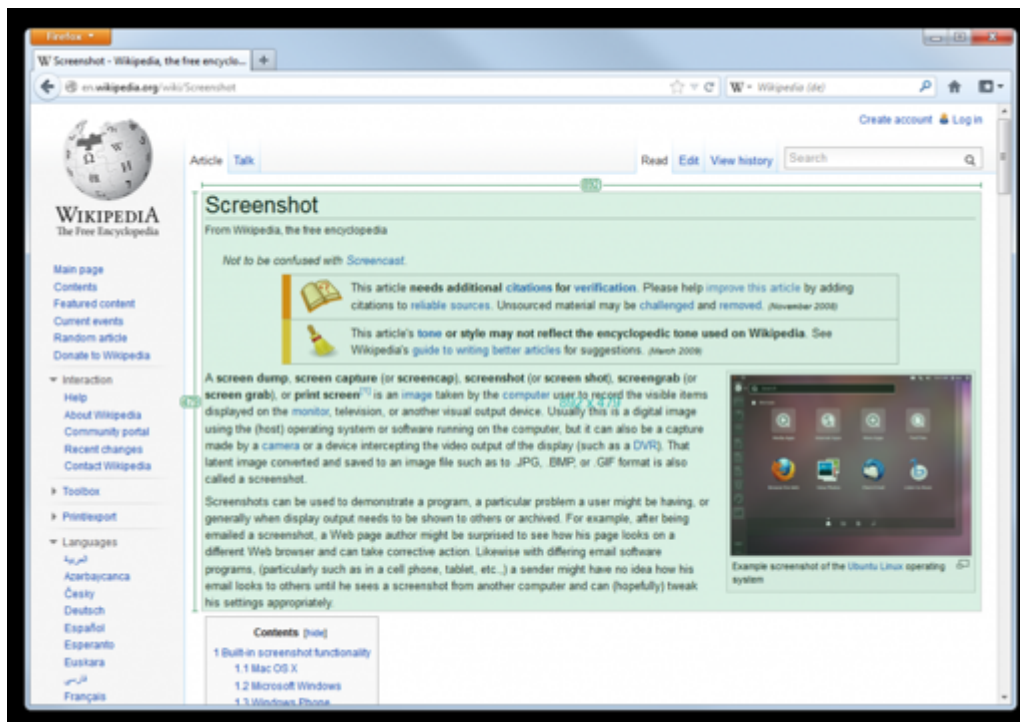 Firefox
Screenshot - Wikipedia, the free encyclo...
en.wikipedia.org/wiki/Screenshot
W - Wikipedia (de)
Create account Log in
Article Talk
Read Edit View history Search
WIKIPEDIA
The Free Encyclopedia
Main page
Contents
Featured content
Current events
Random article
Donate to Wikipedia
Interaction
Help
About Wikipedia
Community portal
Recent changes
Contact Wikipedia
Toolbox
Print/export
Languages
العربية
Azərbaycanca
Česky
Deutsch
Español
Esperanto
Euskara
فارسی
Français
892
479
892 x 479
Screenshot
From Wikipedia, the free encyclopedia
Not to be confused with Screencast.
This article needs additional citations for verification. Please help improve this article by adding
citations to reliable sources. Unsourced material may be challenged and removed. (November 2008)
This article's tone or style may not reflect the encyclopedic tone used on Wikipedia. See
Wikipedia's guide to writing better articles for suggestions. (March 2009)
A screen dump, screen capture (or screencap), screenshot (or screen shot), screengrab (or
screen grab), or print screen[1] is an image taken by the computer user to record the visible items
displayed on the monitor, television, or another visual output device. Usually this is a digital image
using the (host) operating system or software running on the computer, but it can also be a capture
made by a camera or a device intercepting the video output of the display (such as a DVR). That
latent image converted and saved to an image file such as to .JPG, .BMP, or .GIF format is also
called a screenshot.
Screenshots can be used to demonstrate a program, a particular problem a user might be having, or
generally when display output needs to be shown to others or archived. For example, after being
emailed a screenshot, a Web page author might be surprised to see how his page looks on a
different Web browser and can take corrective action. Likewise with differing email software
programs, (particularly such as in a cell phone, tablet, etc.,) a sender might have no idea how his
email looks to others until he sees a screenshot from another computer and can (hopefully) tweak
his settings appropriately.
Example screenshot of the Ubuntu Linux operating
system
Contents [hide]
1 Built-in screenshot functionality
1.1 Mac OS X
1.2 Microsoft Windows
1.3 Windows Phone